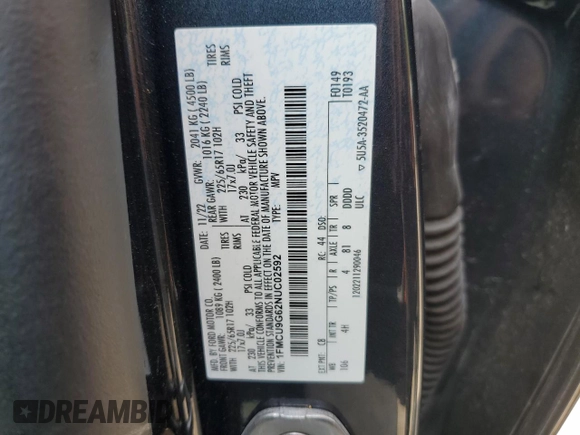 MFD. BY FORD MOTOR CO.
DATE: 11/22 GVWR: 2041 KG ( 4500 LB)
FRONT GAWR: 1089 KG ( 2400 LB) REAR GAWR: 1016 KG ( 2240 LB)
WITH 225/65R17 102H TIRES WITH 225/65R17 102H TIRES
17x7.0J RIMS 17x7.0J RIMS
AT 230 kPa/ 33 PSI COLD AT 230 kPa/ 33 PSI COLD
THIS VEHICLE CONFORMS TO ALL APPLICABLE FEDERAL MOTOR VEHICLE SAFETY AND THEFT
PREVENTION STANDARDS IN EFFECT ON THE DATE OF MANUFACTURE SHOWN ABOVE.
VIN: 1FMCU9G62NUC02592
TYPE: MPV
F0149
T0193
EXT PNT: CB RC: 44 DSO:
WB INT TR TP/PS R AXLE TR SPR
106 4H 4 81 8 DDDD
ULC
1202211290046
▽ 5U5A-3520472-AA
DREAMBID